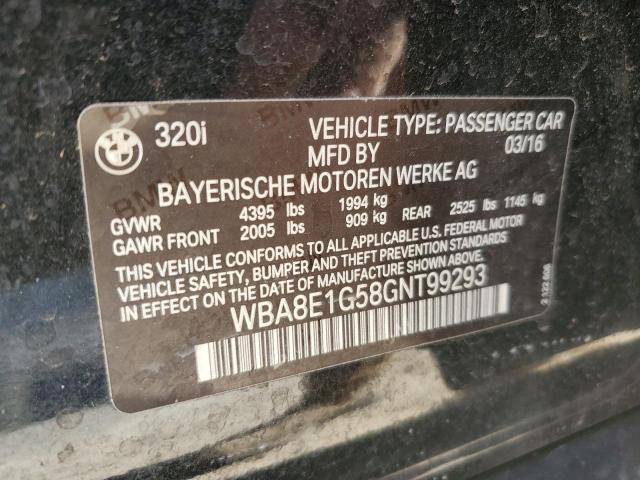 BMW
320i
VEHICLE TYPE: PASSENGER CAR
MFD BY 03/16
BAYERISCHE MOTOREN WERKE AG
GVWR 4395 lbs 1994 kg
GAWR FRONT 2005 lbs 909 kg REAR 2525 lbs 1145 kg
THIS VEHICLE CONFORMS TO ALL APPLICABLE U.S. FEDERAL MOTOR
VEHICLE SAFETY, BUMPER AND THEFT PREVENTION STANDARDS
IN EFFECT ON THE DATE OF MANUFACTURE SHOWN ABOVE.
WBA8E1G58GNT99293